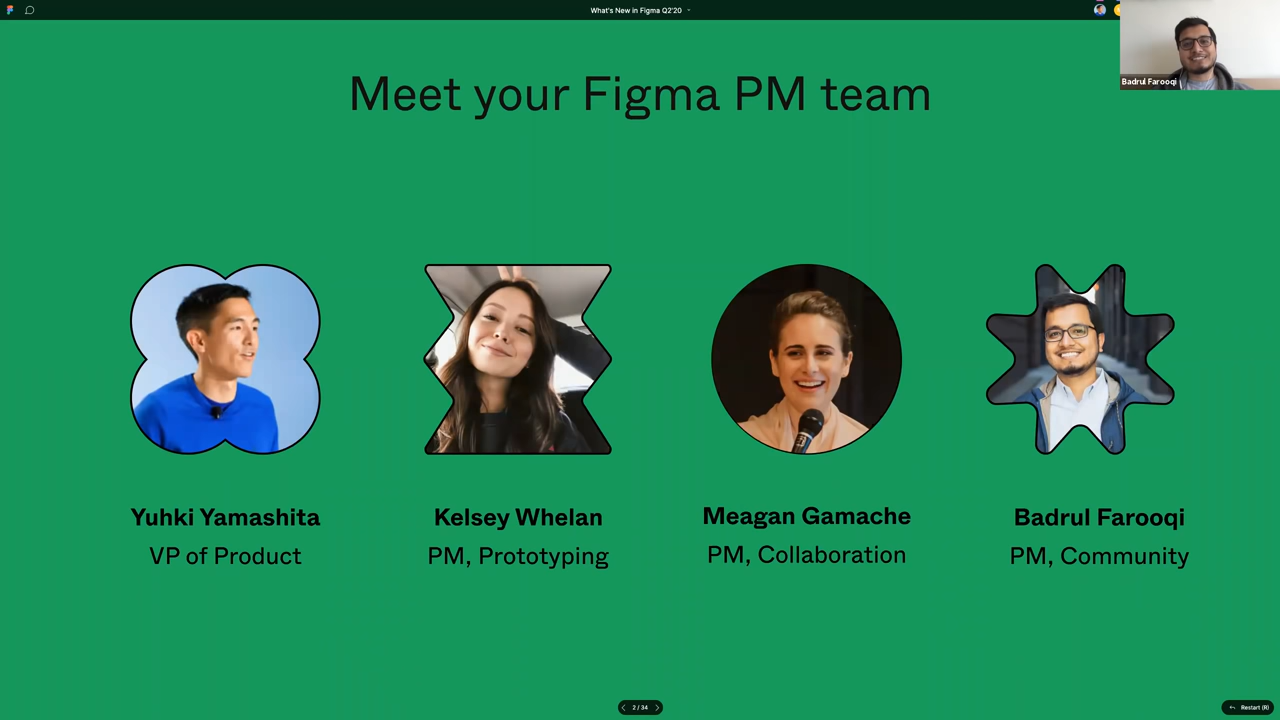 What's New in Figma Q2'20
Badrul Farooqi
Meet your Figma PM team
Yuhki Yamashita
VP of Product
Kelsey Whelan
PM, Prototyping
Meagan Gamache
PM, Collaboration
Badrul Farooqi
PM, Community
2 / 34
Restart (R)